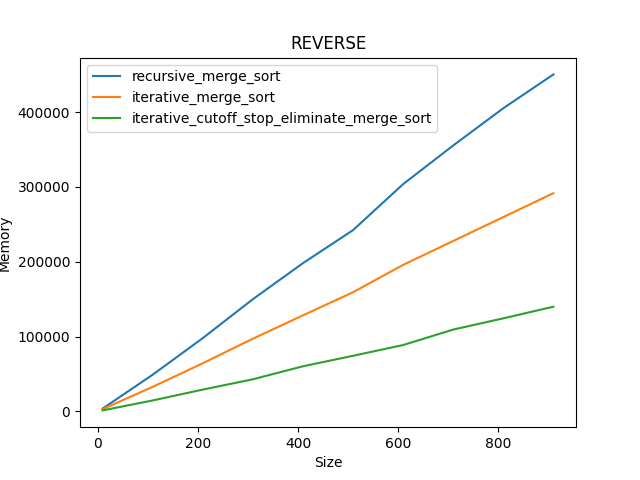 REVERSE
recursive_merge_sort
iterative_merge_sort
iterative_cutoff_stop_eliminate_merge_sort
Memory
400000
300000
200000
100000
0
0 200 400 600 800
Size